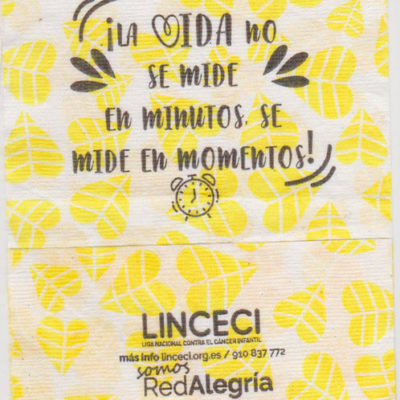 ¡LA VIDA NO
SE MIDE
EN MINUTOS, SE
MIDE EN MOMENTOS!
LINCECI
LIGA NACIONAL CONTRA EL CÁNCER INFANTIL
más info linceci.org.es / 910 837 772
somos
RedAlegría